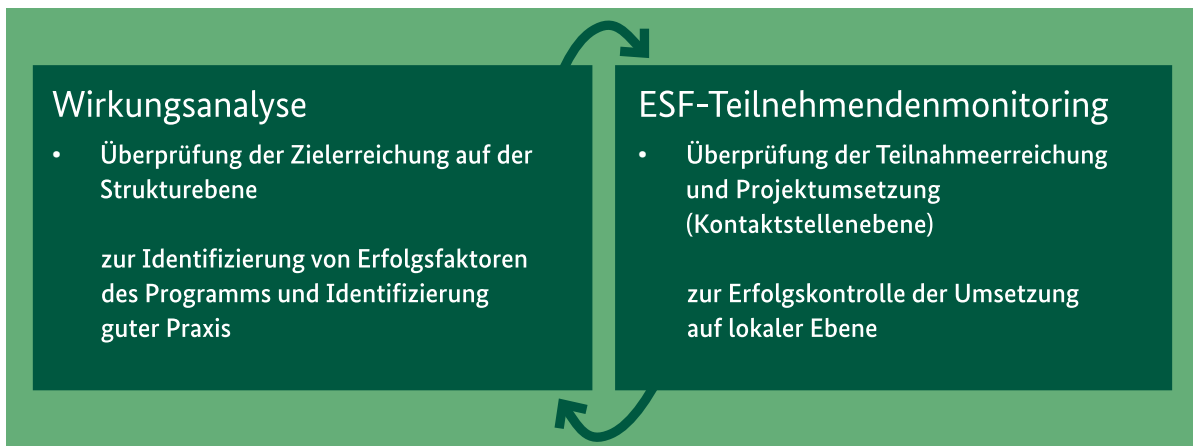 Wirkungsanalyse
• Überprüfung der Zielerreichung auf der
Strukturebene
zur Identifizierung von Erfolgsfaktoren
des Programms und Identifizierung
guter Praxis
ESF-Teilnehmendenmonitoring
• Überprüfung der Teilnahmeerreichung
und Projektumsetzung
(Kontaktstellenebene)
zur Erfolgskontrolle der Umsetzung
auf lokaler Ebene